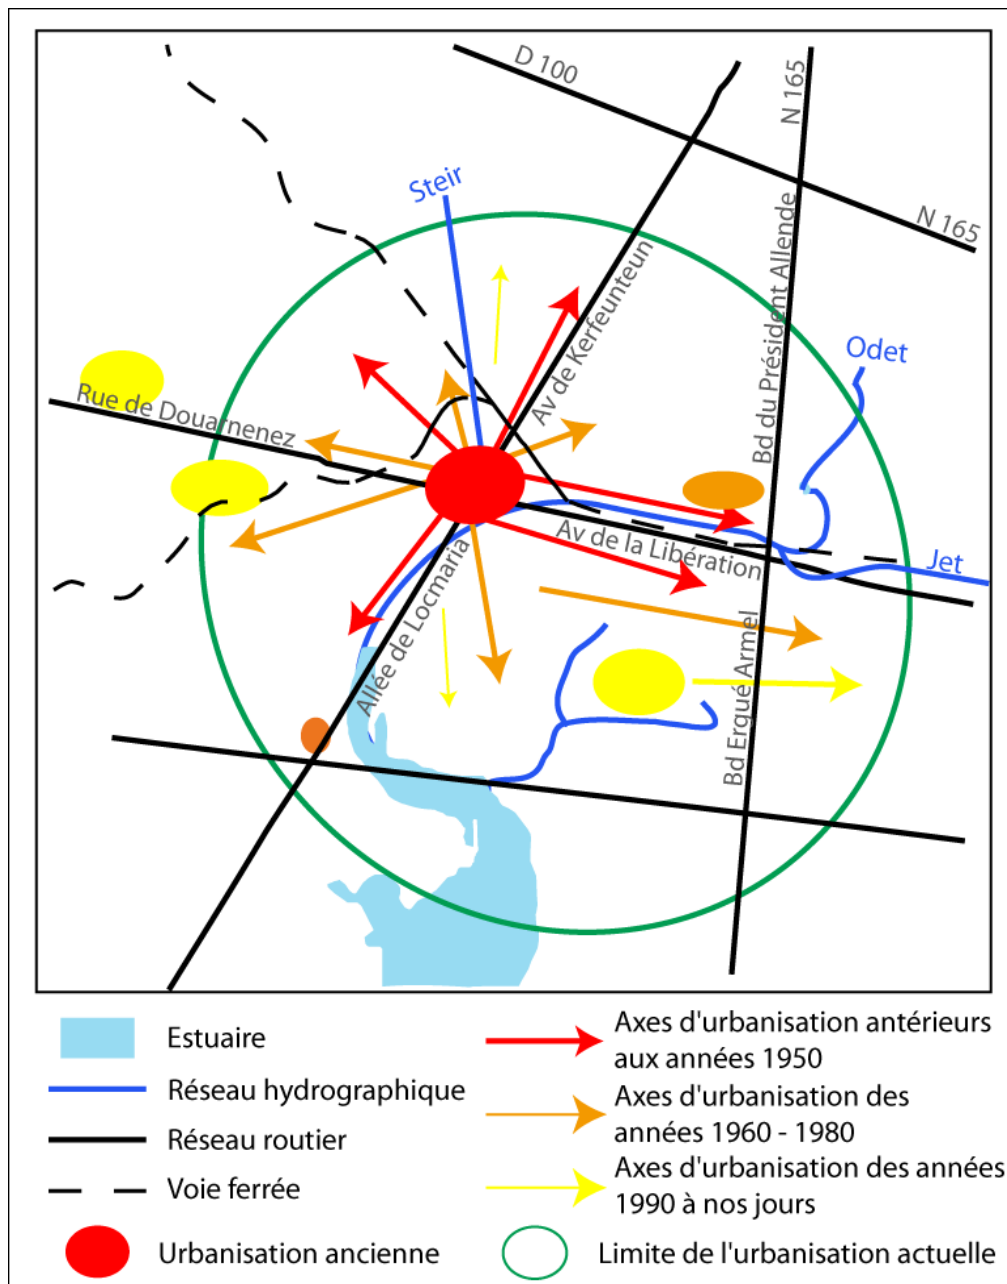 D 100
N 165
N 165
Steir
Av de Kerfeunteun
Bd du Président Allende
Odet
Rue de Douarnenez
Av de la Libération
Jet
Allée de Locmaria
Bd Ergué Armel
Estuaire
Réseau hydrographique
Réseau routier
Voie ferrée
Urbanisation ancienne
Axes d'urbanisation antérieurs
aux années 1950
Axes d'urbanisation des
années 1960 - 1980
Axes d'urbanisation des années
1990 à nos jours
Limite de l'urbanisation actuelle